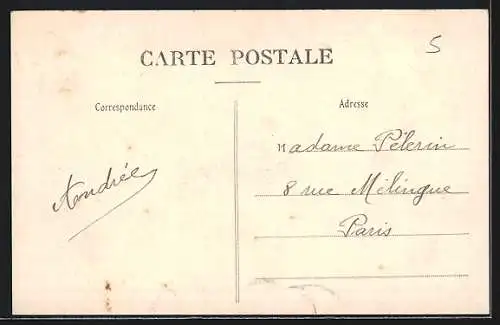 CARTE POSTALE
5
Correspondance
Adresse
Madame Pèlerin
8 rue Mélingue
Paris
Andrée